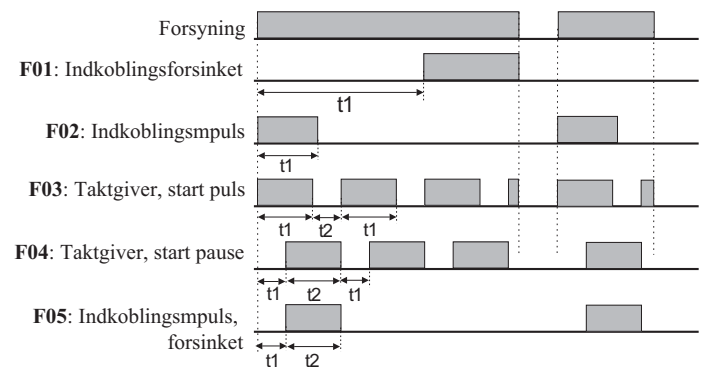 Forsyning
F01: Indkoblingsforsinket
t1
F02: Indkoblingsmpuls
t1
F03: Taktgiver, start puls
t1 t2 t1
F04: Taktgiver, start pause
t1 t2 t1
F05: Indkoblingsmpuls,
forsinket
t1 t2